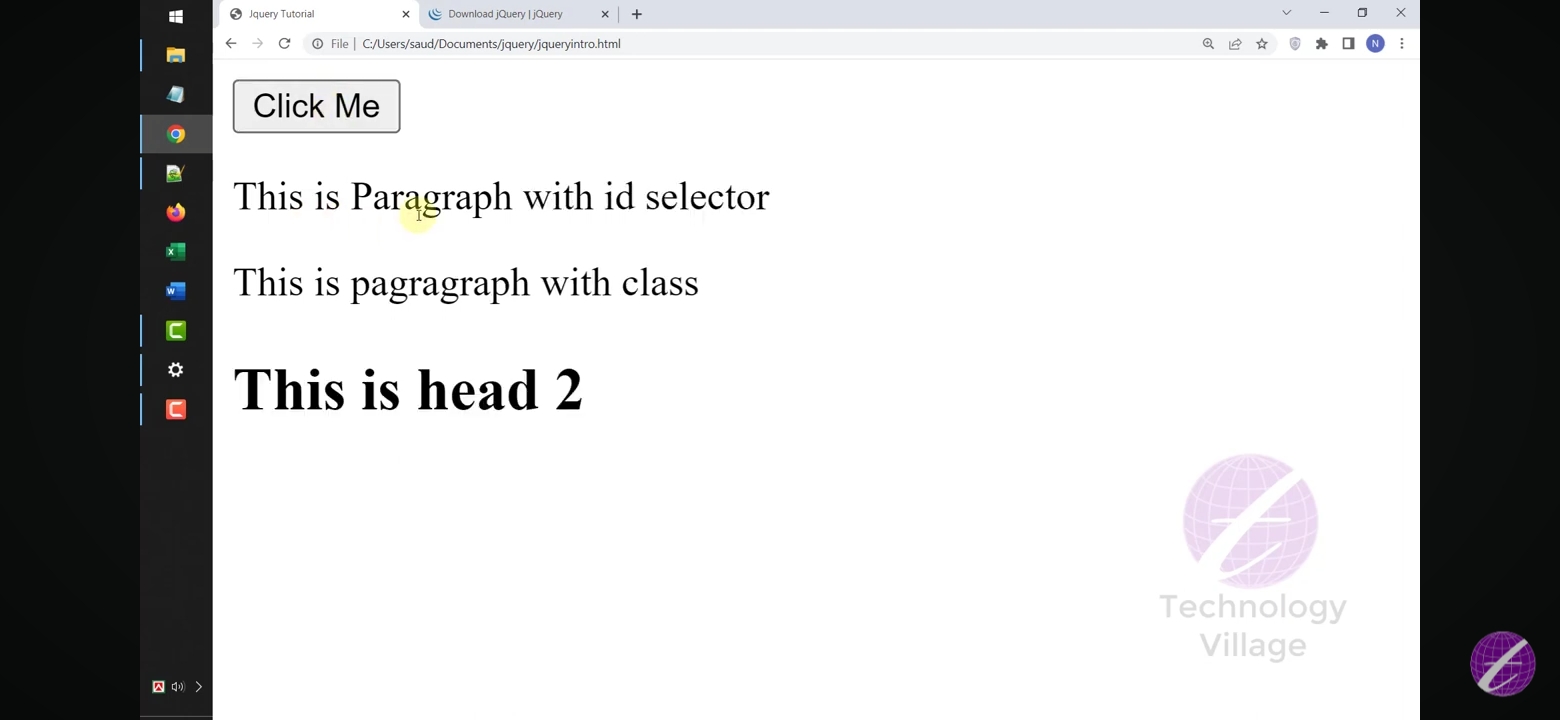 Jquery Tutorial
Download jQuery | jQuery
File | C:/Users/saud/Documents/jquery/jqueryintro.html
N
Click Me
This is Paragraph with id selector
This is pagragraph with class
This is head 2
Technology
Village